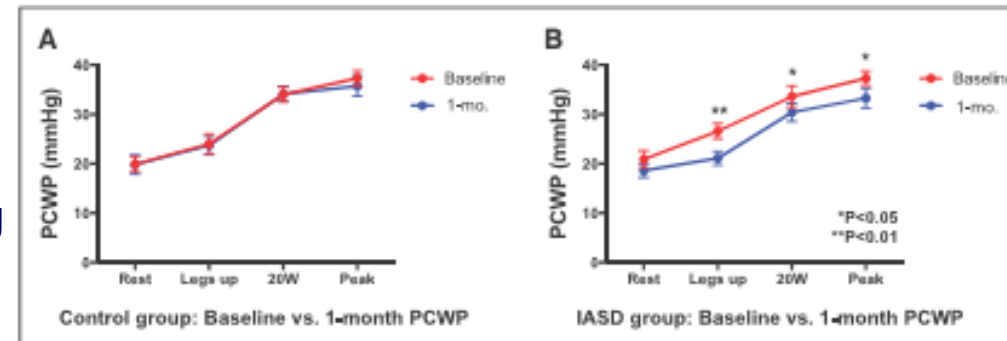 A
40
30
20
10
0
PCWP (mmHg)
Baseline
1-mo.
Rest Legs up 20W Peak
Control group: Baseline vs. 1-month PCWP
B
40
30
20
10
0
PCWP (mmHg)
**
*
*
Baseline
1-mo.
*P<0.05
**P<0.01
Rest Legs up 20W Peak
IASD group: Baseline vs. 1-month PCWP